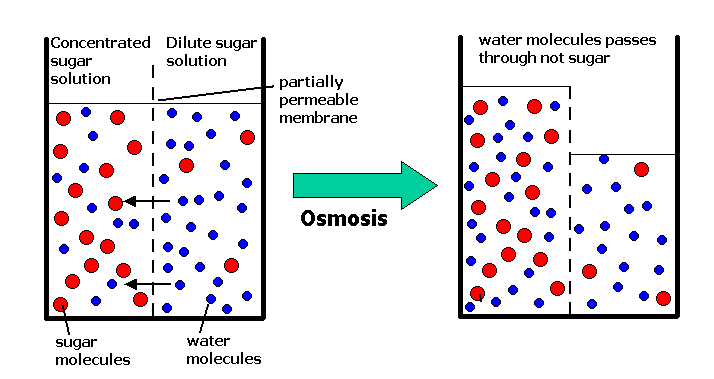 Concentrated
sugar
solution
Dilute sugar
solution
partially
permeable
membrane
sugar
molecules
water
molecules
Osmosis
water molecules passes
through not sugar